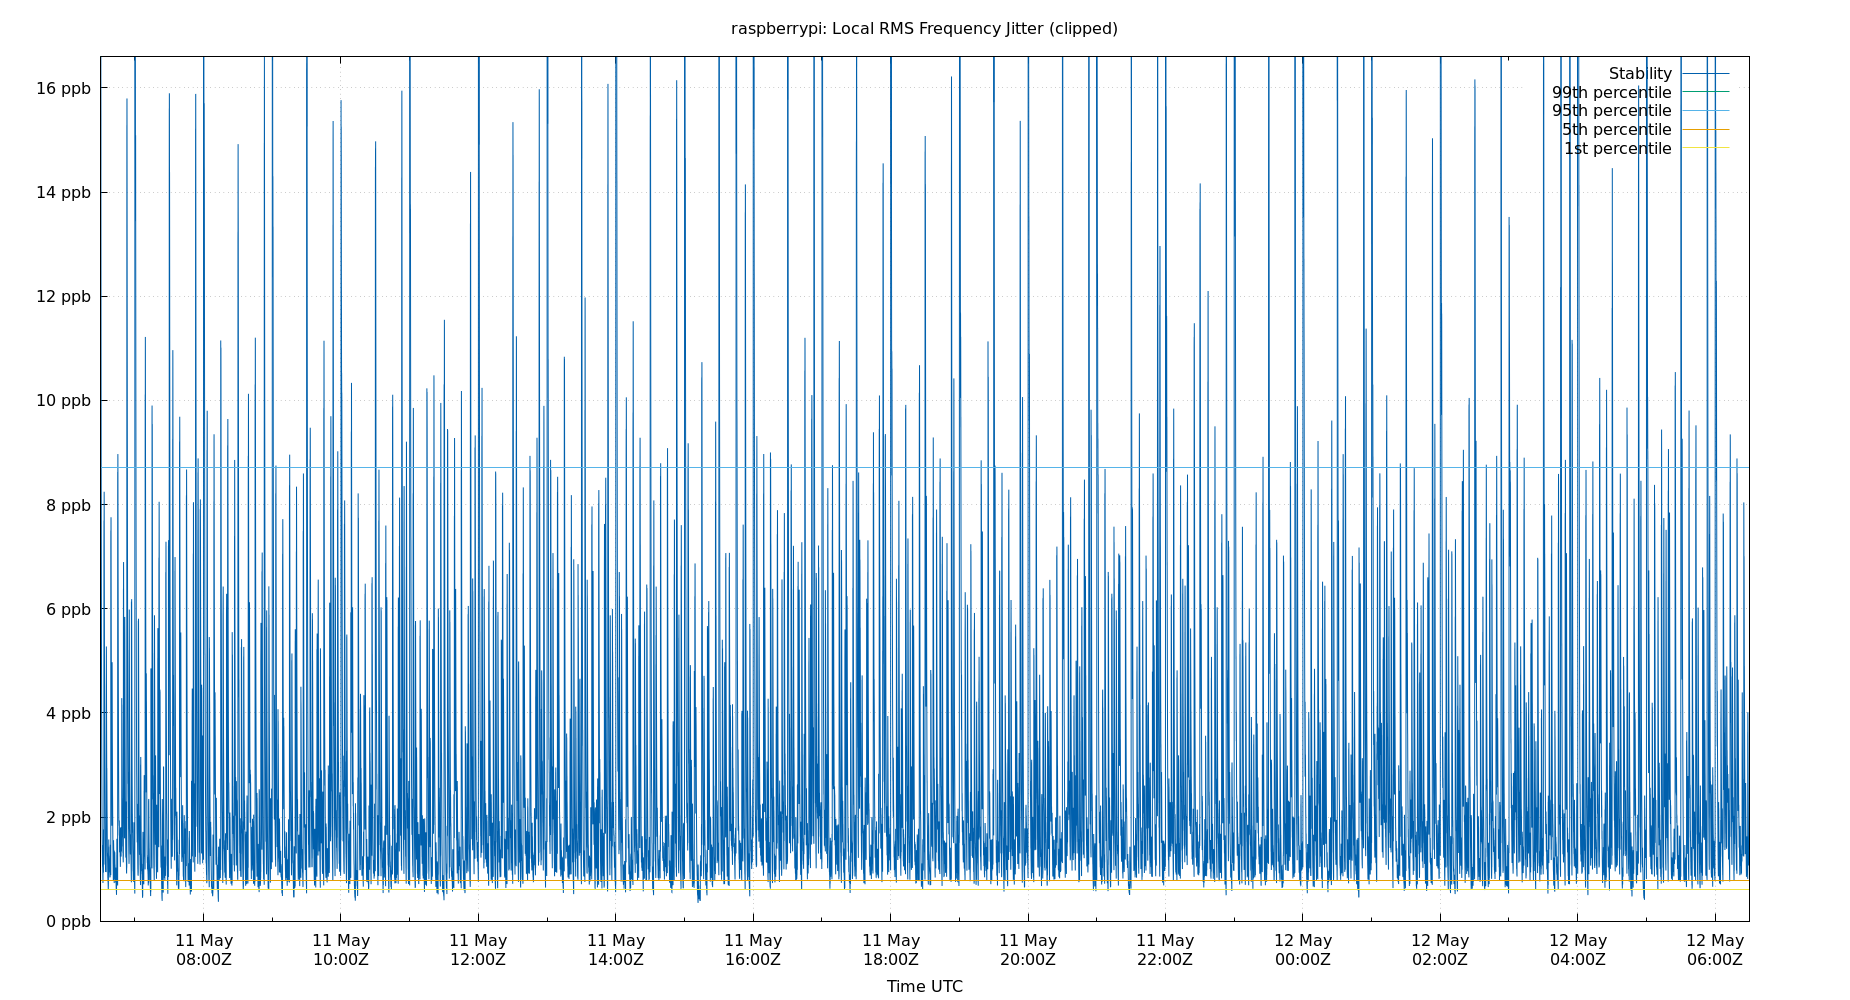 raspberrypi: Local RMS Frequency Jitter (clipped)
16 ppb
14 ppb
12 ppb
10 ppb
8 ppb
6 ppb
4 ppb
2 ppb
0 ppb
Stability
99th percentile
95th percentile
5th percentile
1st percentile
11 May 11 May 11 May 11 May 11 May 11 May 11 May 11 May 12 May 12 May 12 May 12 May
08:00Z 10:00Z 12:00Z 14:00Z 16:00Z 18:00Z 20:00Z 22:00Z 00:00Z 02:00Z 04:00Z 06:00Z
Time UTC